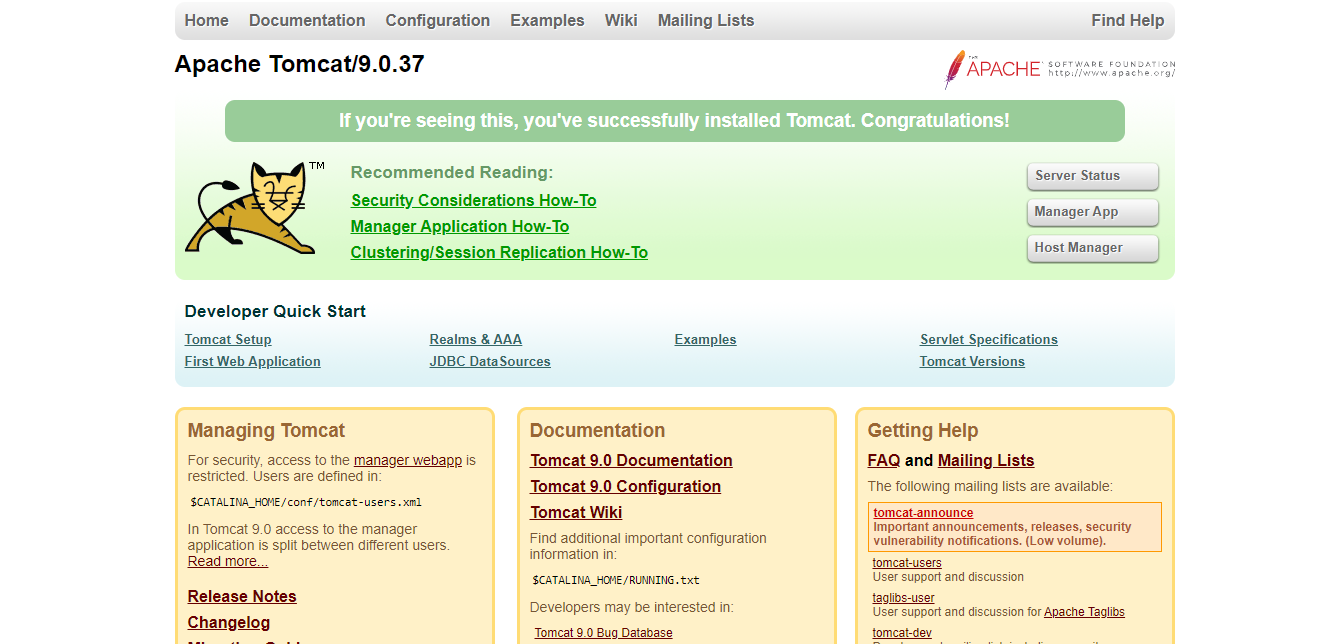 Home Documentation Configuration Examples Wiki Mailing Lists Find Help
Apache Tomcat/9.0.37
THE APACHE SOFTWARE FOUNDATION
http://www.apache.org/
If you're seeing this, you've successfully installed Tomcat. Congratulations!
TM
Recommended Reading:
Security Considerations How-To
Manager Application How-To
Clustering/Session Replication How-To
Server Status
Manager App
Host Manager
Developer Quick Start
Tomcat Setup
First Web Application
Realms & AAA
JDBC DataSources
Examples
Servlet Specifications
Tomcat Versions
Managing Tomcat
For security, access to the manager webapp is
restricted. Users are defined in:
$CATALINA_HOME/conf/tomcat-users.xml
In Tomcat 9.0 access to the manager
application is split between different users.
Read more...
Release Notes
Changelog
Documentation
Tomcat 9.0 Documentation
Tomcat 9.0 Configuration
Tomcat Wiki
Find additional important configuration
information in:
$CATALINA_HOME/RUNNING.txt
Developers may be interested in:
Tomcat 9.0 Bug Database
Getting Help
FAQ and Mailing Lists
The following mailing lists are available:
tomcat-announce
Important announcements, releases, security
vulnerability notifications. (Low volume).
tomcat-users
User support and discussion
taglibs-user
User support and discussion for Apache Taglibs
tomcat-dev